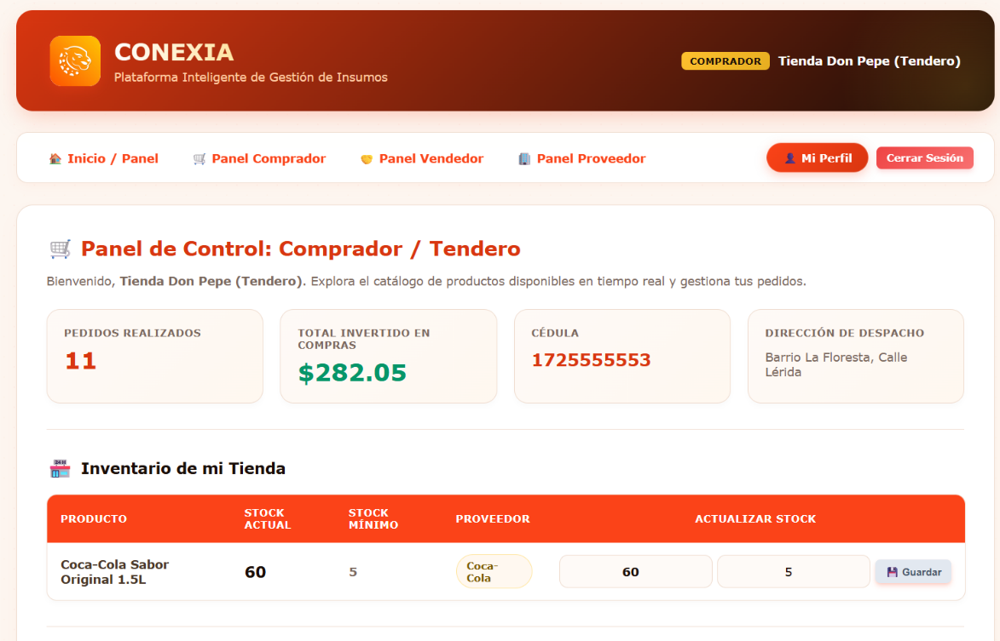 CONEXIA
Plataforma Inteligente de Gestión de Insumos
COMPRADOR
Tienda Don Pepe (Tendero)
Inicio / Panel
Panel Comprador
Panel Vendedor
Panel Proveedor
Mi Perfil
Cerrar Sesión
Panel de Control: Comprador / Tendero
Bienvenido, Tienda Don Pepe (Tendero). Explora el catálogo de productos disponibles en tiempo real y gestiona tus pedidos.
PEDIDOS REALIZADOS
11
TOTAL INVERTIDO EN
COMPRAS
$282.05
CÉDULA
1725555553
DIRECCIÓN DE DESPACHO
Barrio La Floresta, Calle
Lérida
24H
Inventario de mi Tienda
PRODUCTO
STOCK
ACTUAL
STOCK
MÍNIMO
PROVEEDOR
ACTUALIZAR STOCK
Coca-Cola Sabor
Original 1.5L
60
5
Coca-
Cola
60
5
Guardar